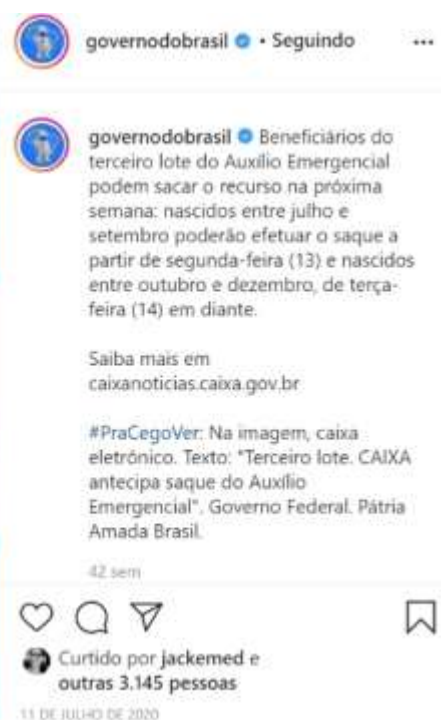 governodobrasil • Seguindo
governodobrasil Beneficiários do
terceiro lote do Auxílio Emergencial
podem sacar o recurso na próxima
semana: nascidos entre julho e
setembro poderão efetuar o saque a
partir de segunda-feira (13) e nascidos
entre outubro e dezembro, de terça-
feira (14) em diante.
Saiba mais em
caixanoticias.caixa.gov.br
#PraCegoVer: Na imagem, caixa
eletrônico. Texto: "Terceiro lote. CAIXA
antecipa saque do Auxílio
Emergencial". Governo Federal. Pátria
Amada Brasil.
42 sem
Curtido por jackemed e
outras 3.145 pessoas
11 DE JULHO DE 2020